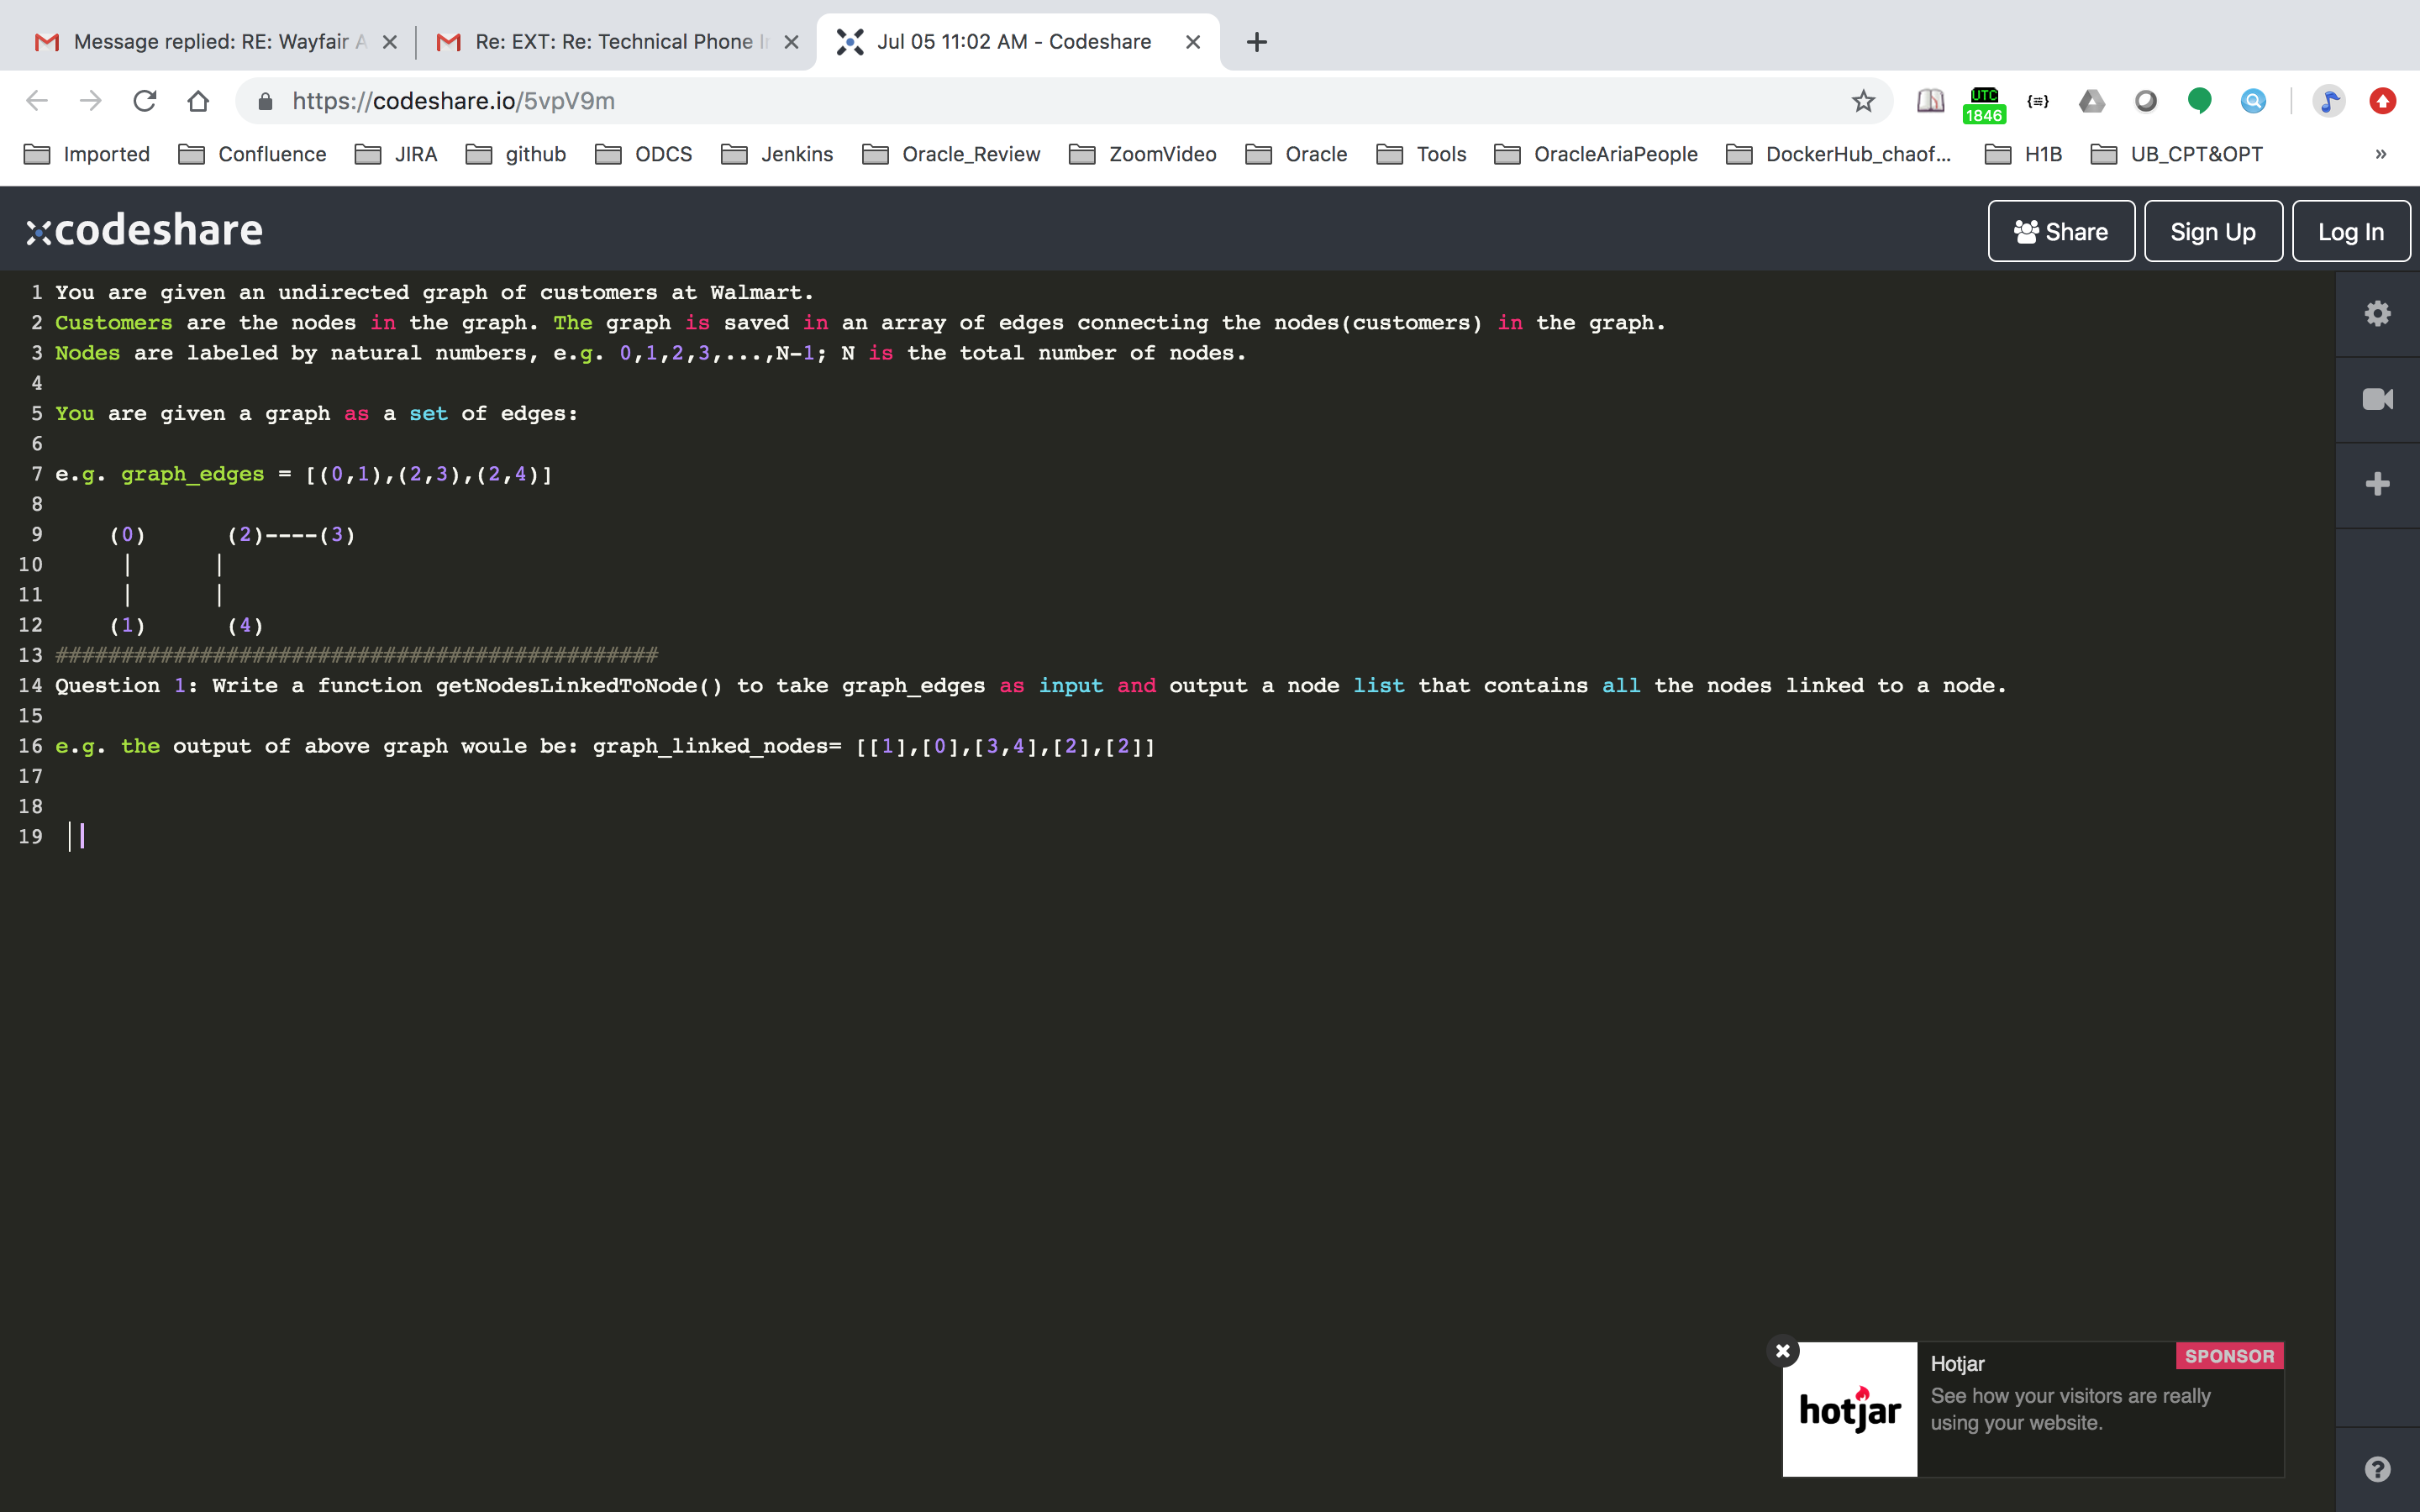 Message replied: RE: Wayfair A
Re: EXT: Re: Technical Phone In
Jul 05 11:02 AM - Codeshare
https://codeshare.io/5vpV9m
UTC
1846
Imported
Confluence
JIRA
github
ODCS
Jenkins
Oracle_Review
ZoomVideo
Oracle
Tools
OracleAriaPeople
DockerHub_chaof...
H1B
UB_CPT&OPT
»
codeshare
Share
Sign Up
Log In
1 You are given an undirected graph of customers at Walmart.
2 Customers are the nodes in the graph. The graph is saved in an array of edges connecting the nodes(customers) in the graph.
3 Nodes are labeled by natural numbers, e.g. 0,1,2,3,...,N-1; N is the total number of nodes.
4
5 You are given a graph as a set of edges:
6
7 e.g. graph_edges = [(0,1),(2,3),(2,4)]
8
9 (0) (2)----(3)
10 | |
11 | |
12 (1) (4)
13 ##############################################
14 Question 1: Write a function getNodesLinkedToNode() to take graph_edges as input and output a node list that contains all the nodes linked to a node.
15
16 e.g. the output of above graph woule be: graph_linked_nodes= [[1],[0],[3,4],[2],[2]]
17
18
19
hotjar
Hotjar
SPONSOR
See how your visitors are really
using your website.